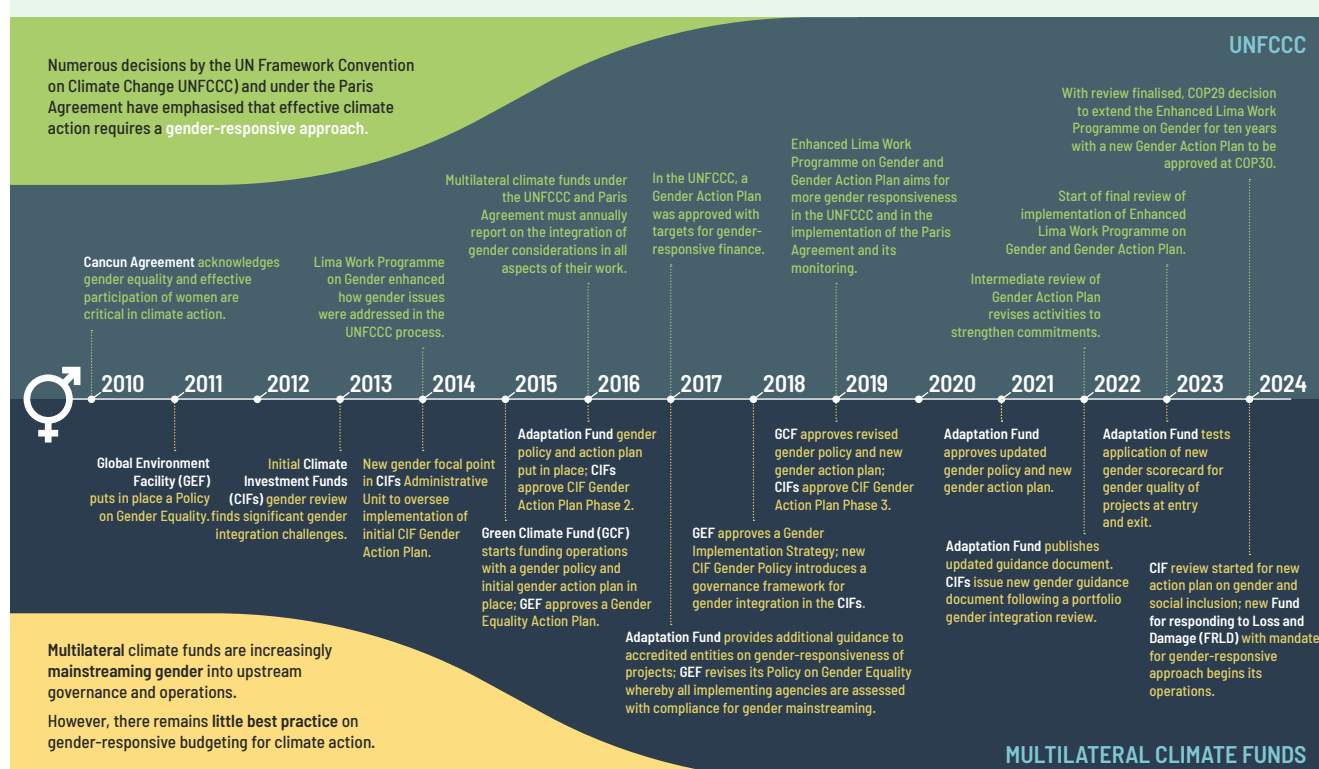 UNFCCC
Numerous decisions by the UN Framework Convention
on Climate Change UNFCCC) and under the Paris
Agreement have emphasised that effective climate
action requires a gender-responsive approach.
Cancun Agreement acknowledges
gender equality and effective
participation of women are
critical in climate action.
Lima Work Programme
on Gender enhanced
how gender issues
were addressed in the
UNFCCC process.
Multilateral climate funds under
the UNFCCC and Paris
Agreement must annually
report on the integration of
gender considerations in all
aspects of their work.
In the UNFCCC, a
Gender Action Plan
was approved with
targets for gender-
responsive finance.
Enhanced Lima Work
Programme on Gender and
Gender Action Plan aims for
more gender responsiveness
in the UNFCCC and in the
implementation of the Paris
Agreement and its
monitoring.
Intermediate review of
Gender Action Plan
revises activities to
strengthen commitments.
Start of final review of
implementation of Enhanced
Lima Work Programme on
Gender and Gender Action Plan.
With review finalised, COP29 decision
to extend the Enhanced Lima Work
Programme on Gender for ten years
with a new Gender Action Plan to be
approved at COP30.
2010 2011 2012 2013 2014 2015 2016 2017 2018 2019 2020 2021 2022 2023 2024
Global Environment
Facility (GEF)
puts in place a Policy
on Gender Equality.
Initial Climate
Investment Funds
(CIFs) gender review
finds significant gender
integration challenges.
New gender focal point
in CIFs Administrative
Unit to oversee
implementation of
initial CIF Gender
Action Plan.
Green Climate Fund (GCF)
starts funding operations
with a gender policy and
initial gender action plan in
place; GEF approves a Gender
Equality Action Plan.
Adaptation Fund gender
policy and action plan
put in place; CIFs
approve CIF Gender
Action Plan Phase 2.
Adaptation Fund provides additional guidance to
accredited entities on gender-responsiveness of
projects; GEF revises its Policy on Gender Equality
whereby all implementing agencies are assessed
with compliance for gender mainstreaming.
GEF approves a Gender
Implementation Strategy; new
CIF Gender Policy introduces a
governance framework for
gender integration in the CIFs.
GCF approves revised
gender policy and new
gender action plan;
CIFs approve CIF Gender
Action Plan Phase 3.
Adaptation Fund
approves updated
gender policy and new
gender action plan.
Adaptation Fund publishes
updated guidance document.
CIFs issue new gender guidance
document following a portfolio
gender integration review.
Adaptation Fund tests
application of new
gender scorecard for
gender quality of
projects at entry
and exit.
CIF review started for new
action plan on gender and
social inclusion; new Fund
for responding to Loss and
Damage (FRLD) with mandate
for gender-responsive
approach begins its
operations.
Multilateral climate funds are increasingly
mainstreaming gender into upstream
governance and operations.
However, there remains little best practice on
gender-responsive budgeting for climate action.
MULTILATERAL CLIMATE FUNDS